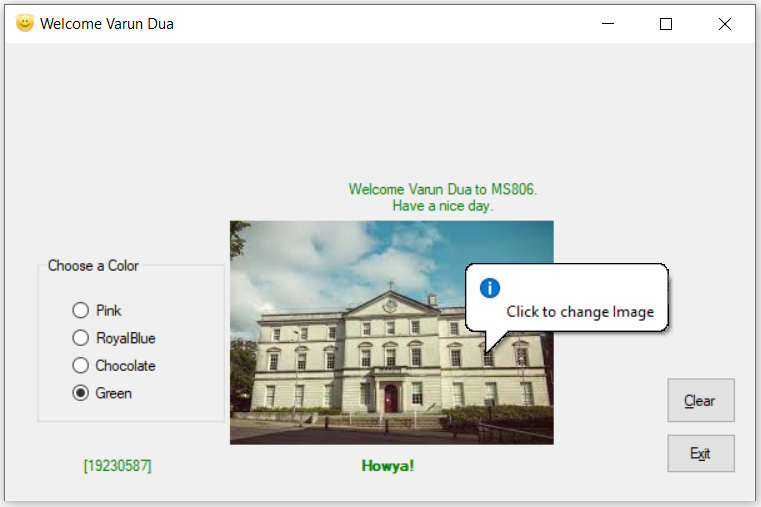 Welcome Varun Dua
Welcome Varun Dua to MS806.
Have a nice day.
Choose a Color
Click to change Image
Pink
RoyalBlue
Chocolate
Green
Clear
Exit
[19230587]
Howya!